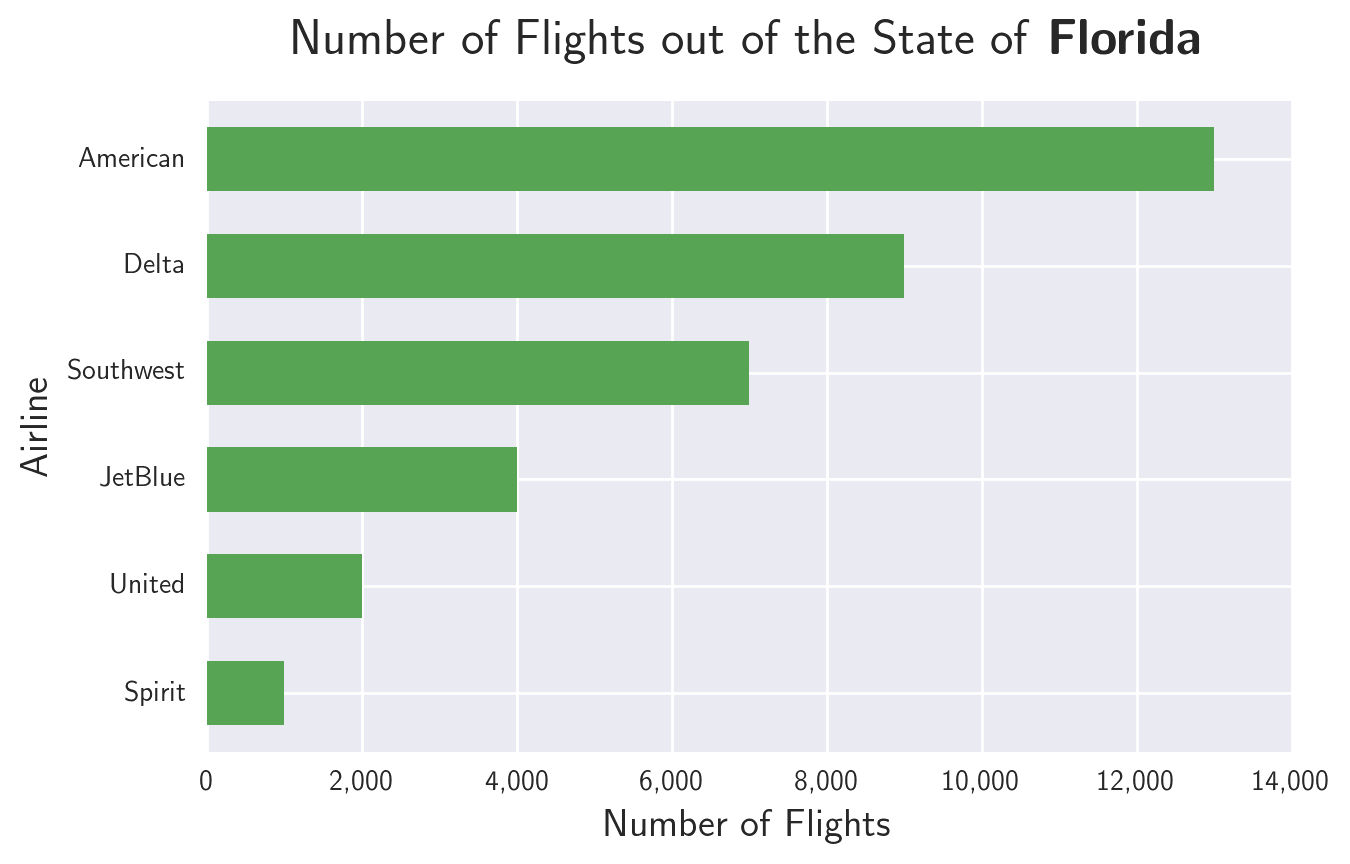 Number of Flights out of the State of Florida
American
Delta
Southwest
JetBlue
United
Spirit
Airline
0 2,000 4,000 6,000 8,000 10,000 12,000 14,000
Number of Flights